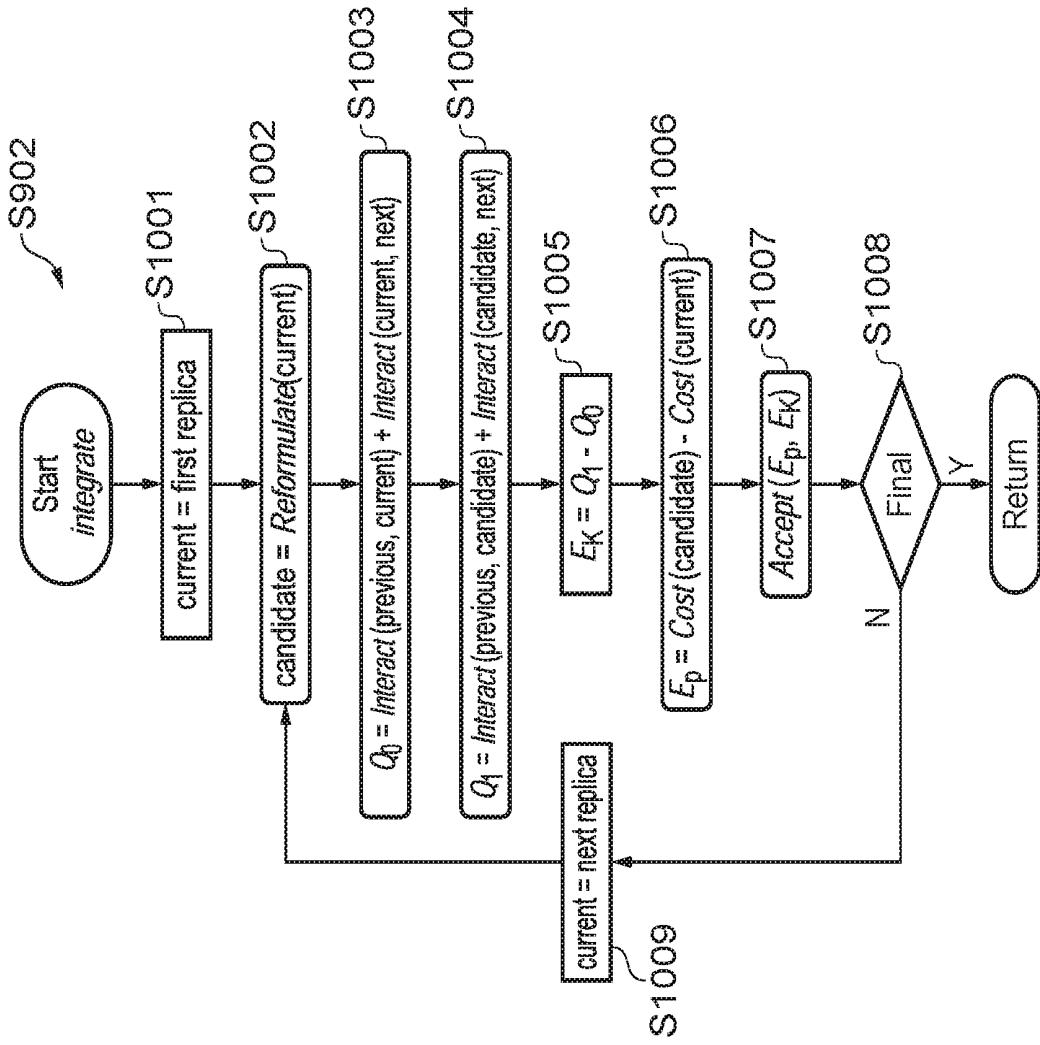 S902
Start
integrate
S1001
current = first replica
S1002
candidate = Reformulate(current)
S1003
Q0 = Interact (previous, current) + Interact (current, next)
S1004
Q1 = Interact (previous, candidate) + Interact (candidate, next)
S1005
EK = Q1 - Q0
S1006
Ep = Cost (candidate) - Cost (current)
S1007
Accept (Ep, EK)
S1008
Final
N
Y
Return
current = next replica
S1009